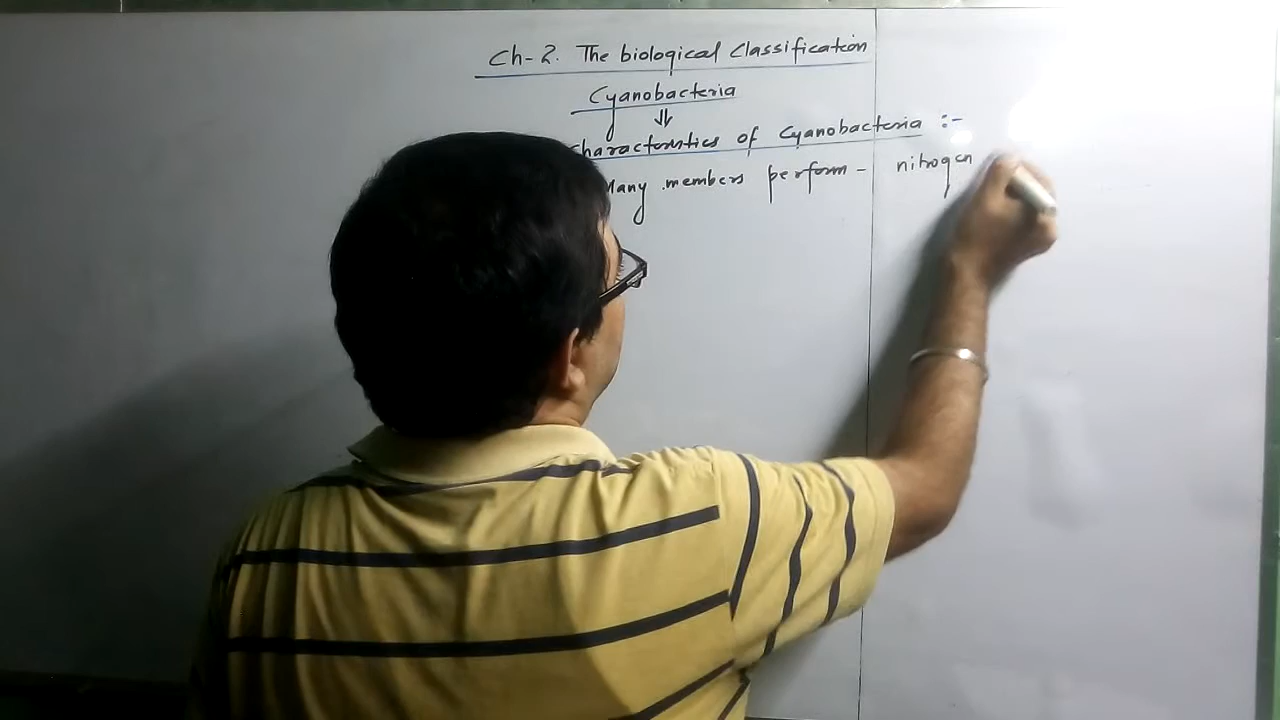 Ch-2. The biological Classification
Cyanobacteria
⇓
Characteristics of Cyanobacteria :-
Many members perform - nitrogen